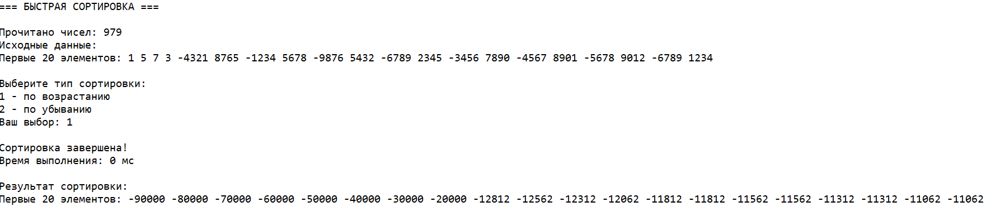 === БЫСТРАЯ СОРТИРОВКА ===
Прочитано чисел: 979
Исходные данные:
Первые 20 элементов: 1 5 7 3 -4321 8765 -1234 5678 -9876 5432 -6789 2345 -3456 7890 -4567 8901 -5678 9012 -6789 1234
Выберите тип сортировки:
1 - по возрастанию
2 - по убыванию
Ваш выбор: 1
Сортировка завершена!
Время выполнения: 0 мс
Результат сортировки:
Первые 20 элементов: -90000 -80000 -70000 -60000 -50000 -40000 -30000 -20000 -12812 -12562 -12312 -12062 -11812 -11812 -11562 -11562 -11312 -11312 -11062 -11062